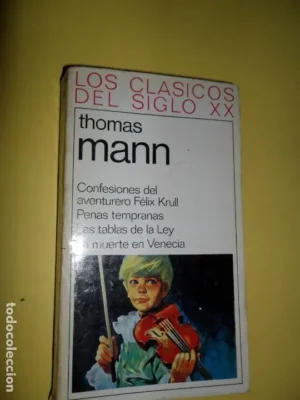 LOS CLASICOS
DEL SIGLO XX
thomas
mann
Confesiones del
aventurero Félix Krull
Penas tempranas
Las tablas de la Ley
La muerte en Venecia
todocoleccion